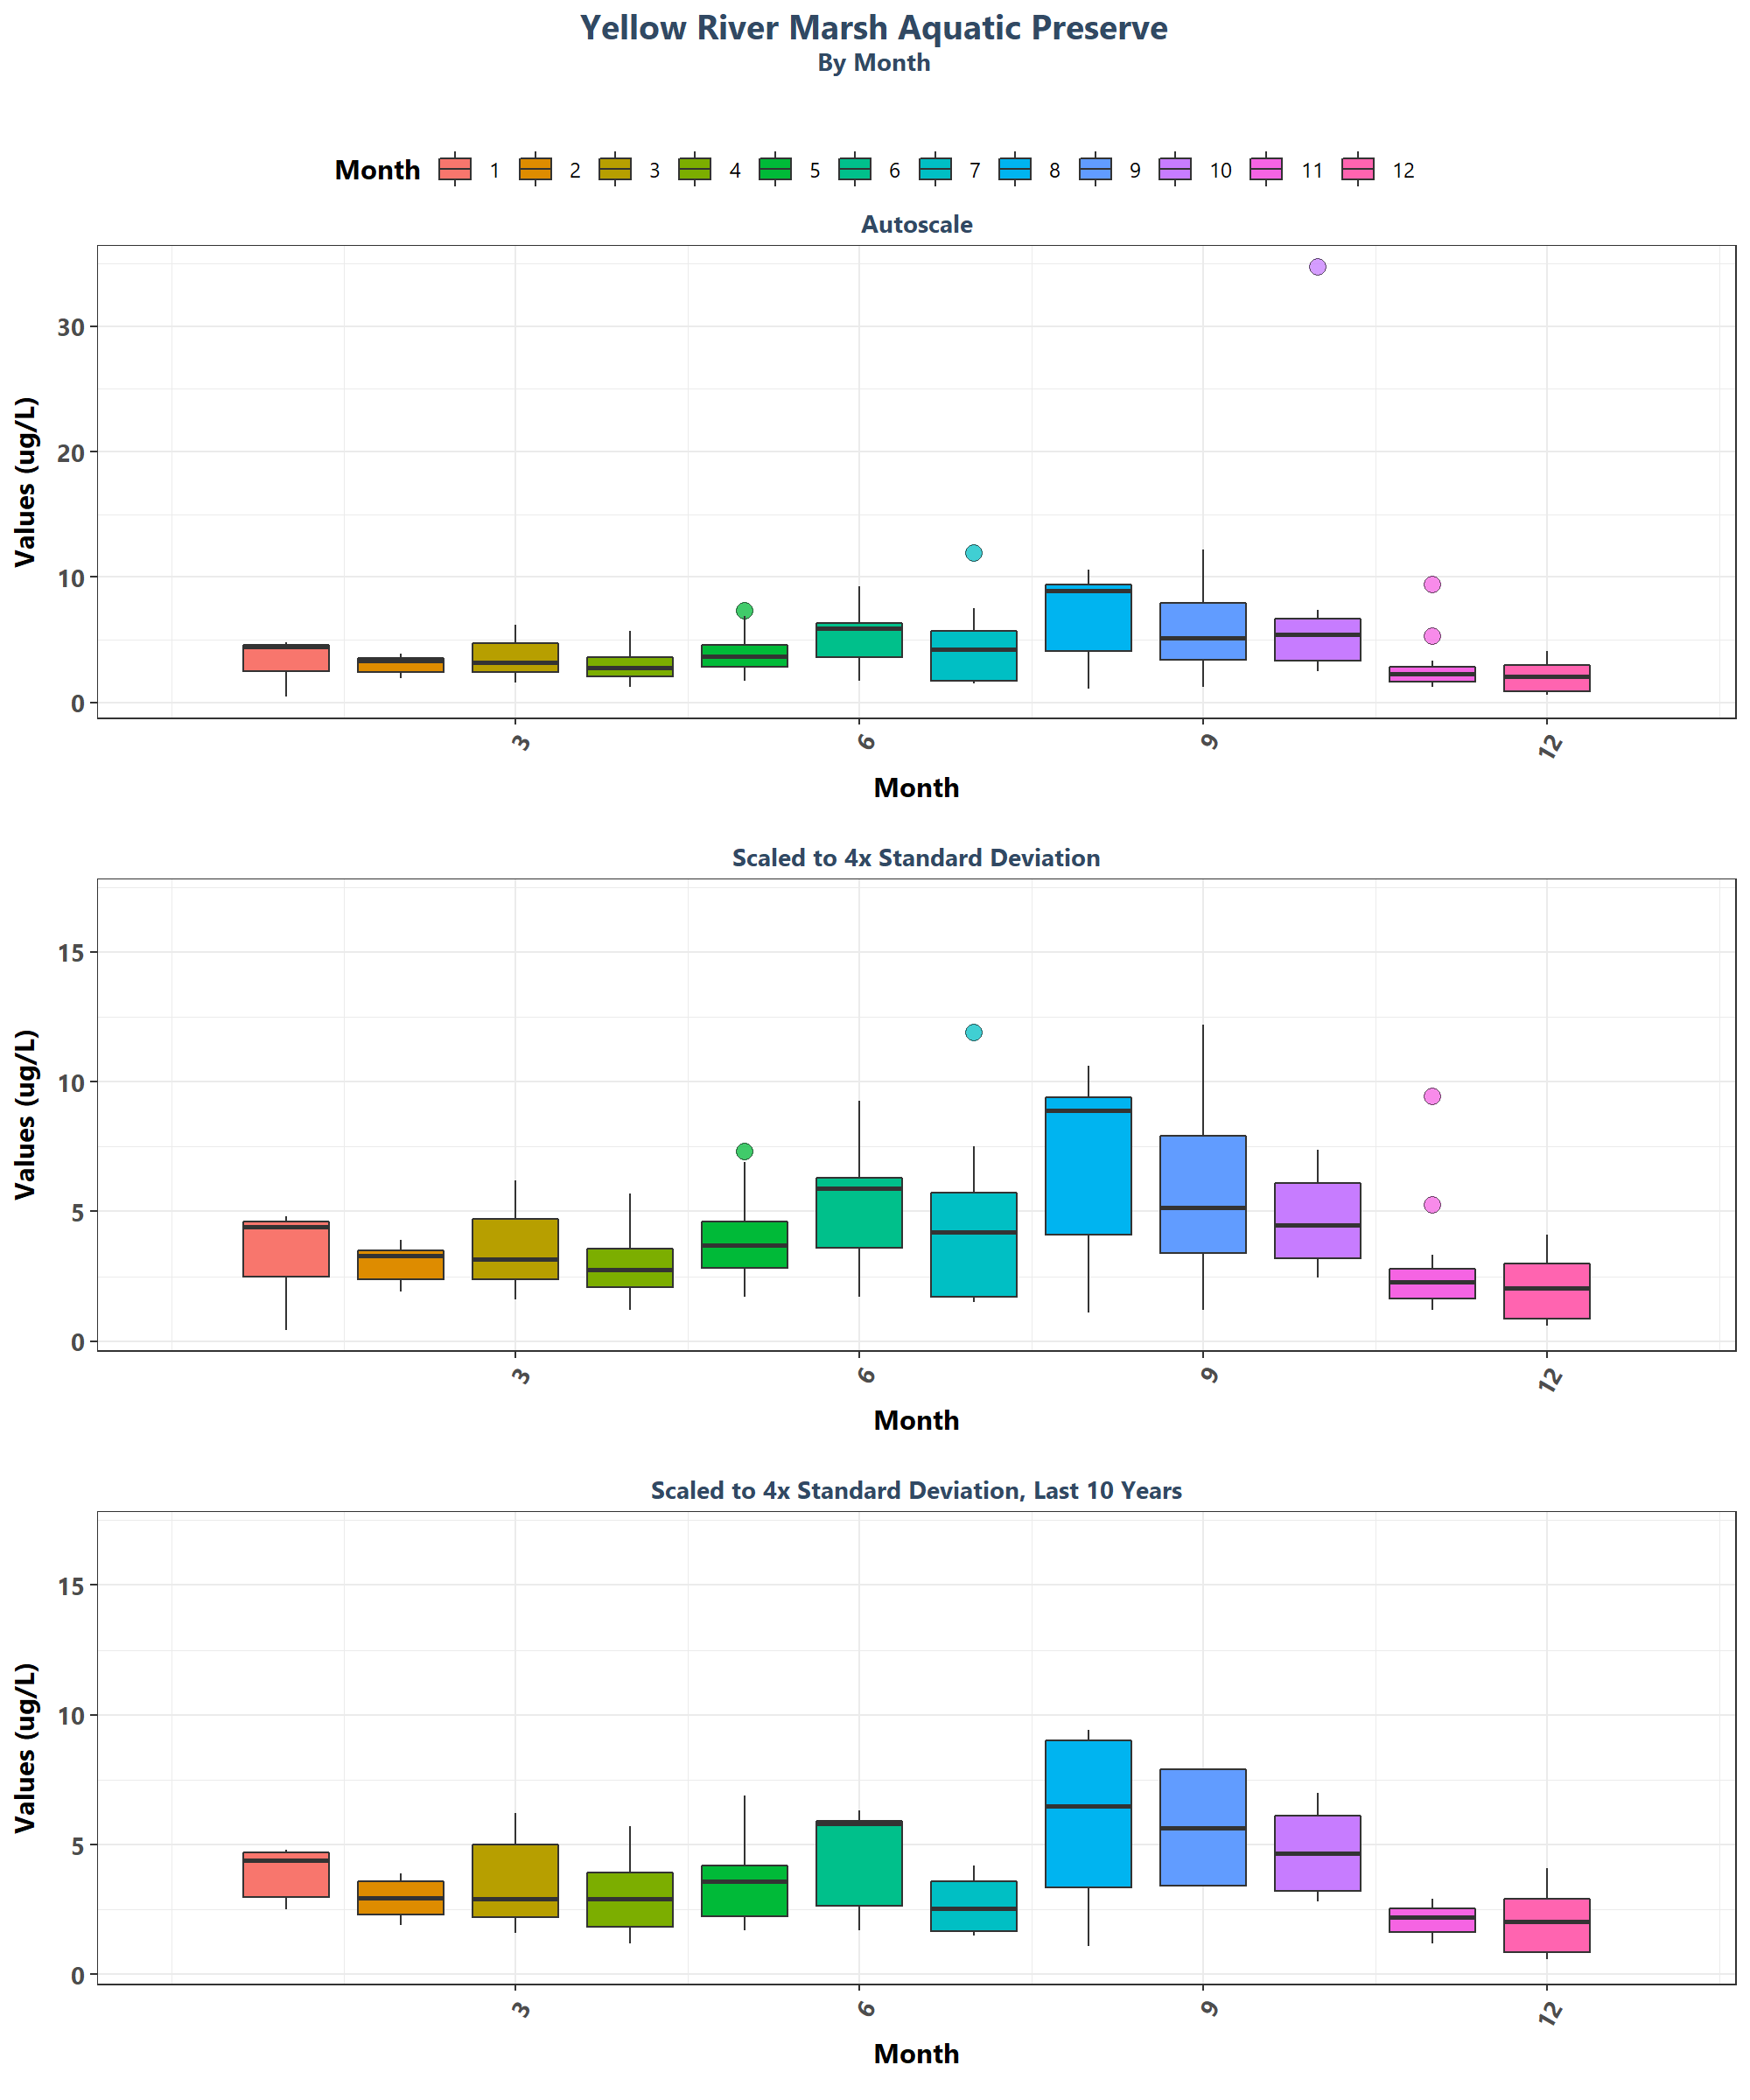 Yellow River Marsh Aquatic Preserve
By Month
Month 1 2 3 4 5 6 7 8 9 10 11 12
Autoscale
Values (ug/L)
30
20
10
0
3 6 9 12
Month
Scaled to 4x Standard Deviation
Values (ug/L)
15
10
5
0
3 6 9 12
Month
Scaled to 4x Standard Deviation, Last 10 Years
Values (ug/L)
15
10
5
0
3 6 9 12
Month